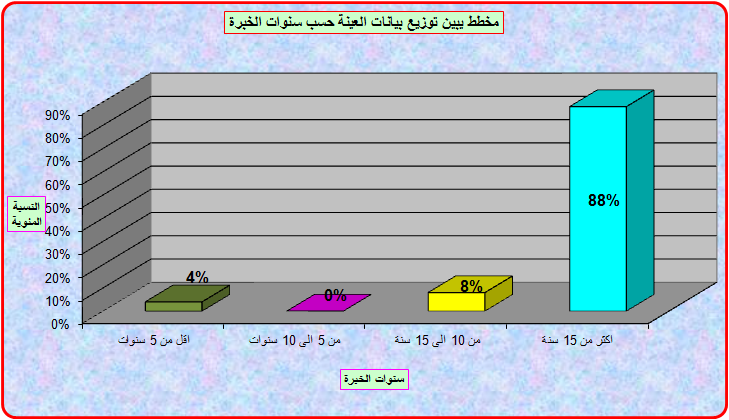 مخطط يبين توزيع بيانات العينة حسب سنوات الخبرة
90%
80%
70%
60%
50%
40%
30%
20%
10%
0%
النسبة
المئوية
4%
0%
8%
88%
اقل من 5 سنوات
من 5 الى 10 سنوات
من 10 الى 15 سنة
اكثر من 15 سنة
سنوات الخبرة